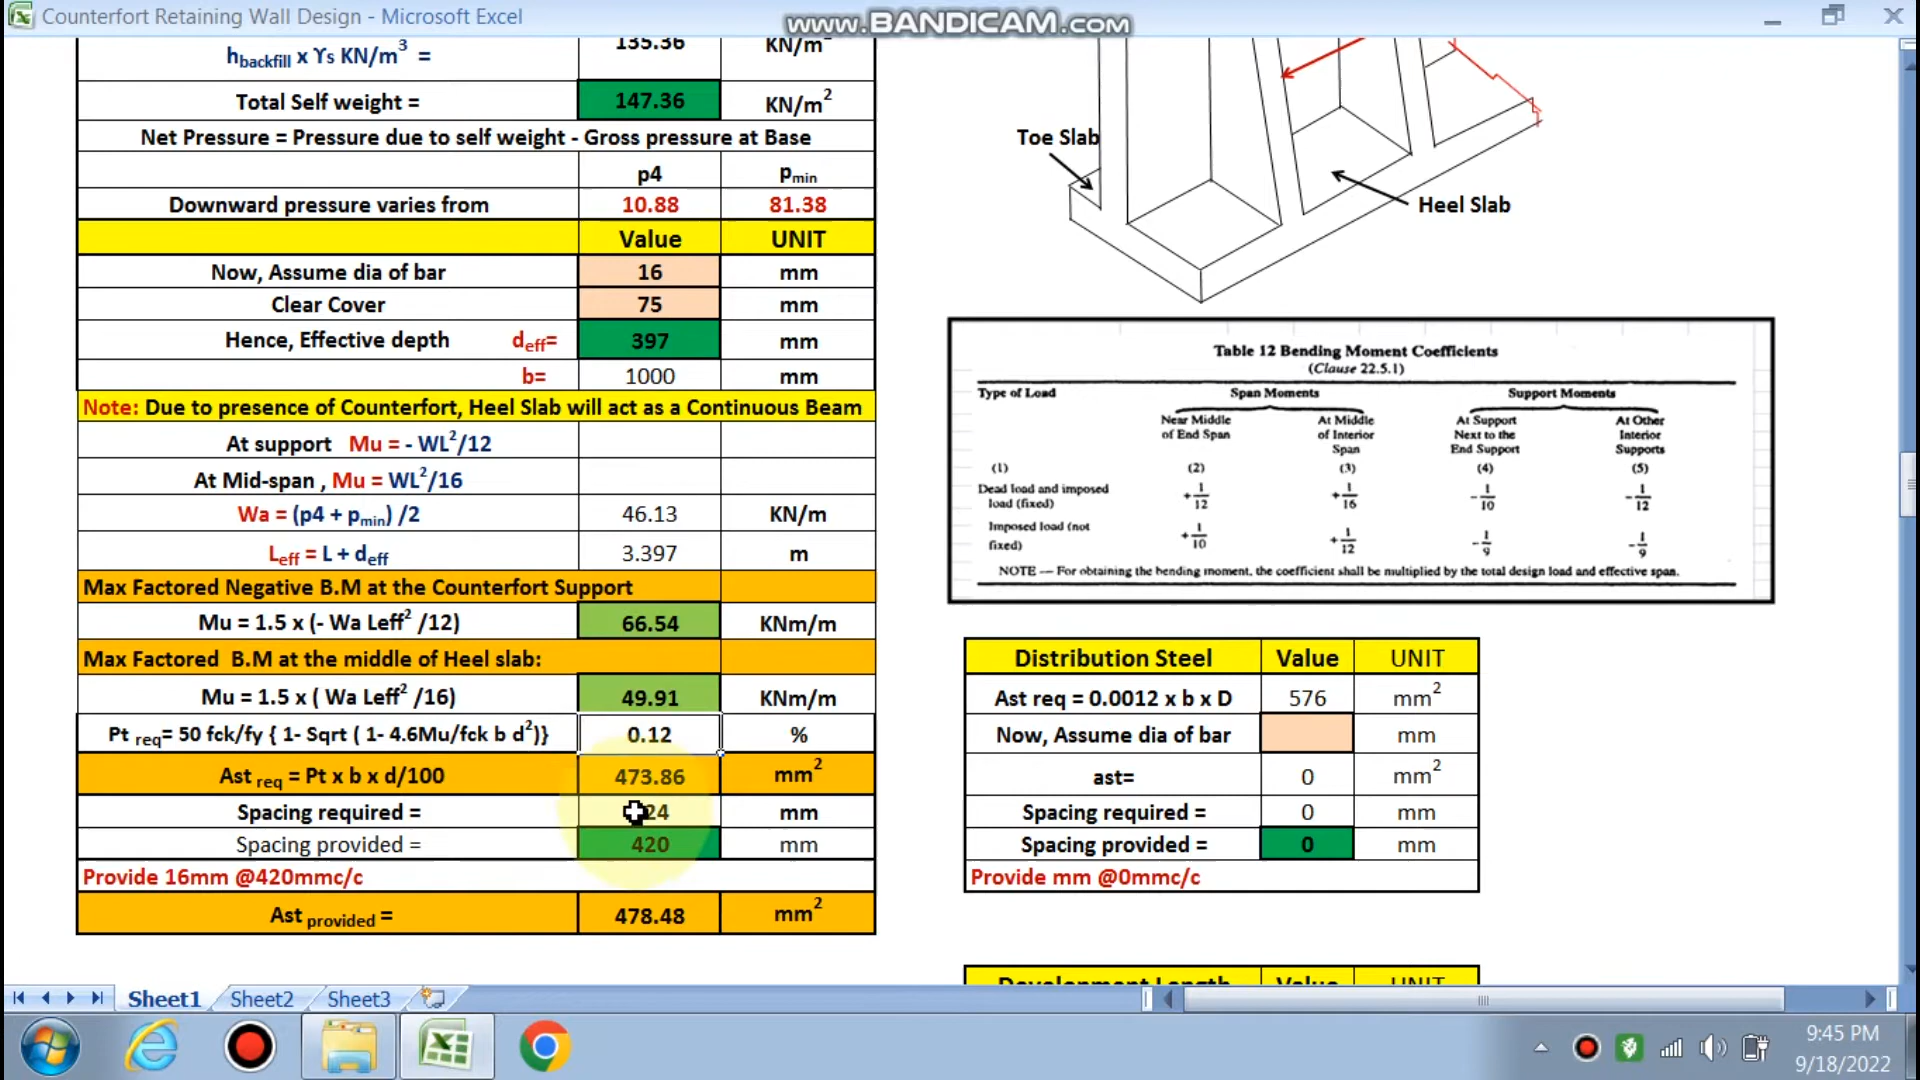 Counterfort Retaining Wall Design - Microsoft Excel
WWW.BANDICAM.COM
hbackfill x ϒs KN/m3 = 135.36 KN/m2
Total Self weight = 147.36 KN/m2
Net Pressure = Pressure due to self weight - Gross pressure at Base
p4 pmin
Downward pressure varies from 10.88 81.38
Value UNIT
Now, Assume dia of bar 16 mm
Clear Cover 75 mm
Hence, Effective depth deff= 397 mm
b= 1000 mm
Note: Due to presence of Counterfort, Heel Slab will act as a Continuous Beam
At support Mu = - WL2/12
At Mid-span , Mu = WL2/16
Wa = (p4 + pmin) /2 46.13 KN/m
Leff = L + deff 3.397 m
Max Factored Negative B.M at the Counterfort Support
Mu = 1.5 x (- Wa Leff2 /12) 66.54 KNm/m
Max Factored B.M at the middle of Heel slab:
Mu = 1.5 x ( Wa Leff2 /16) 49.91 KNm/m
Pt req= 50 fck/fy { 1- Sqrt ( 1- 4.6Mu/fck b d2)} 0.12 %
Ast req = Pt x b x d/100 473.86 mm2
Spacing required = 24 mm
Spacing provided = 420 mm
Provide 16mm @420mmc/c
Ast provided = 478.48 mm2
Toe Slab
Heel Slab
Table 12 Bending Moment Coefficients
(Clause 22.5.1)
Type of Load Span Moments Support Moments
Near Middle of End Span At Middle of Interior Span At Support Next to the End Support At Other Interior Supports
(1) (2) (3) (4) (5)
Dead load and imposed load (fixed) +1/12 +1/16 -1/10 -1/12
Imposed load (not fixed) +1/10 +1/12 -1/9 -1/9
NOTE — For obtaining the bending moment, the coefficient shall be multiplied by the total design load and effective span.
Distribution Steel Value UNIT
Ast req = 0.0012 x b x D 576 mm2
Now, Assume dia of bar mm
ast= 0 mm2
Spacing required = 0 mm
Spacing provided = 0 mm
Provide mm @0mmc/c
Development Length Value UNIT
Sheet1 Sheet2 Sheet3
9:45 PM
9/18/2022